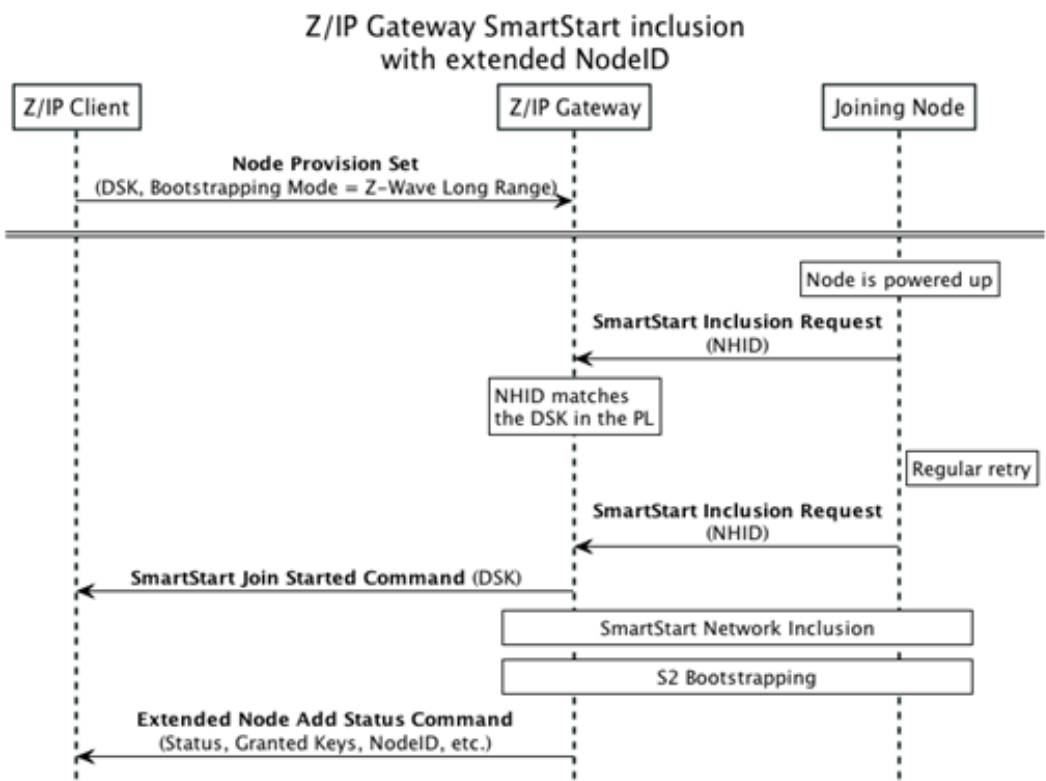 Z/IP Gateway SmartStart inclusion
with extended NodeID
Z/IP Client
Z/IP Gateway
Joining Node
Node Provision Set
(DSK, Bootstrapping Mode = Z-Wave Long Range)
Node is powered up
SmartStart Inclusion Request
(NHID)
NHID matches
the DSK in the PL
Regular retry
SmartStart Inclusion Request
(NHID)
SmartStart Join Started Command (DSK)
SmartStart Network Inclusion
S2 Bootstrapping
Extended Node Add Status Command
(Status, Granted Keys, NodeID, etc.)